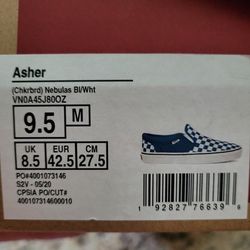 Asher
(Chkrbrd) Nebulas Bl/Wht
VN0A45J80OZ
9.5 M
UK EUR CM
8.5 42.5 27.5
PO#4001073146
S2V - 05/20
CPSIA PO/CUT#
400107314600010
1 92827 76639 6